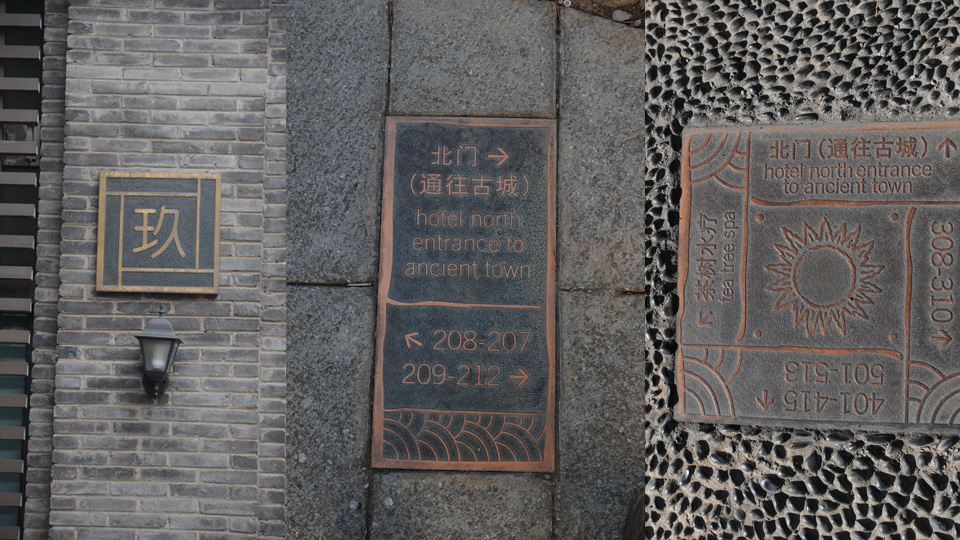 玖
北门 →
(通往古城)
hotel north
entrance to
ancient town
↖ 208-207
209-212 →
北门 (通往古城) ↑
hotel north entrance
to ancient town
茶树水疗
Tea tree spa
308-310 →
501-513
401-415 →